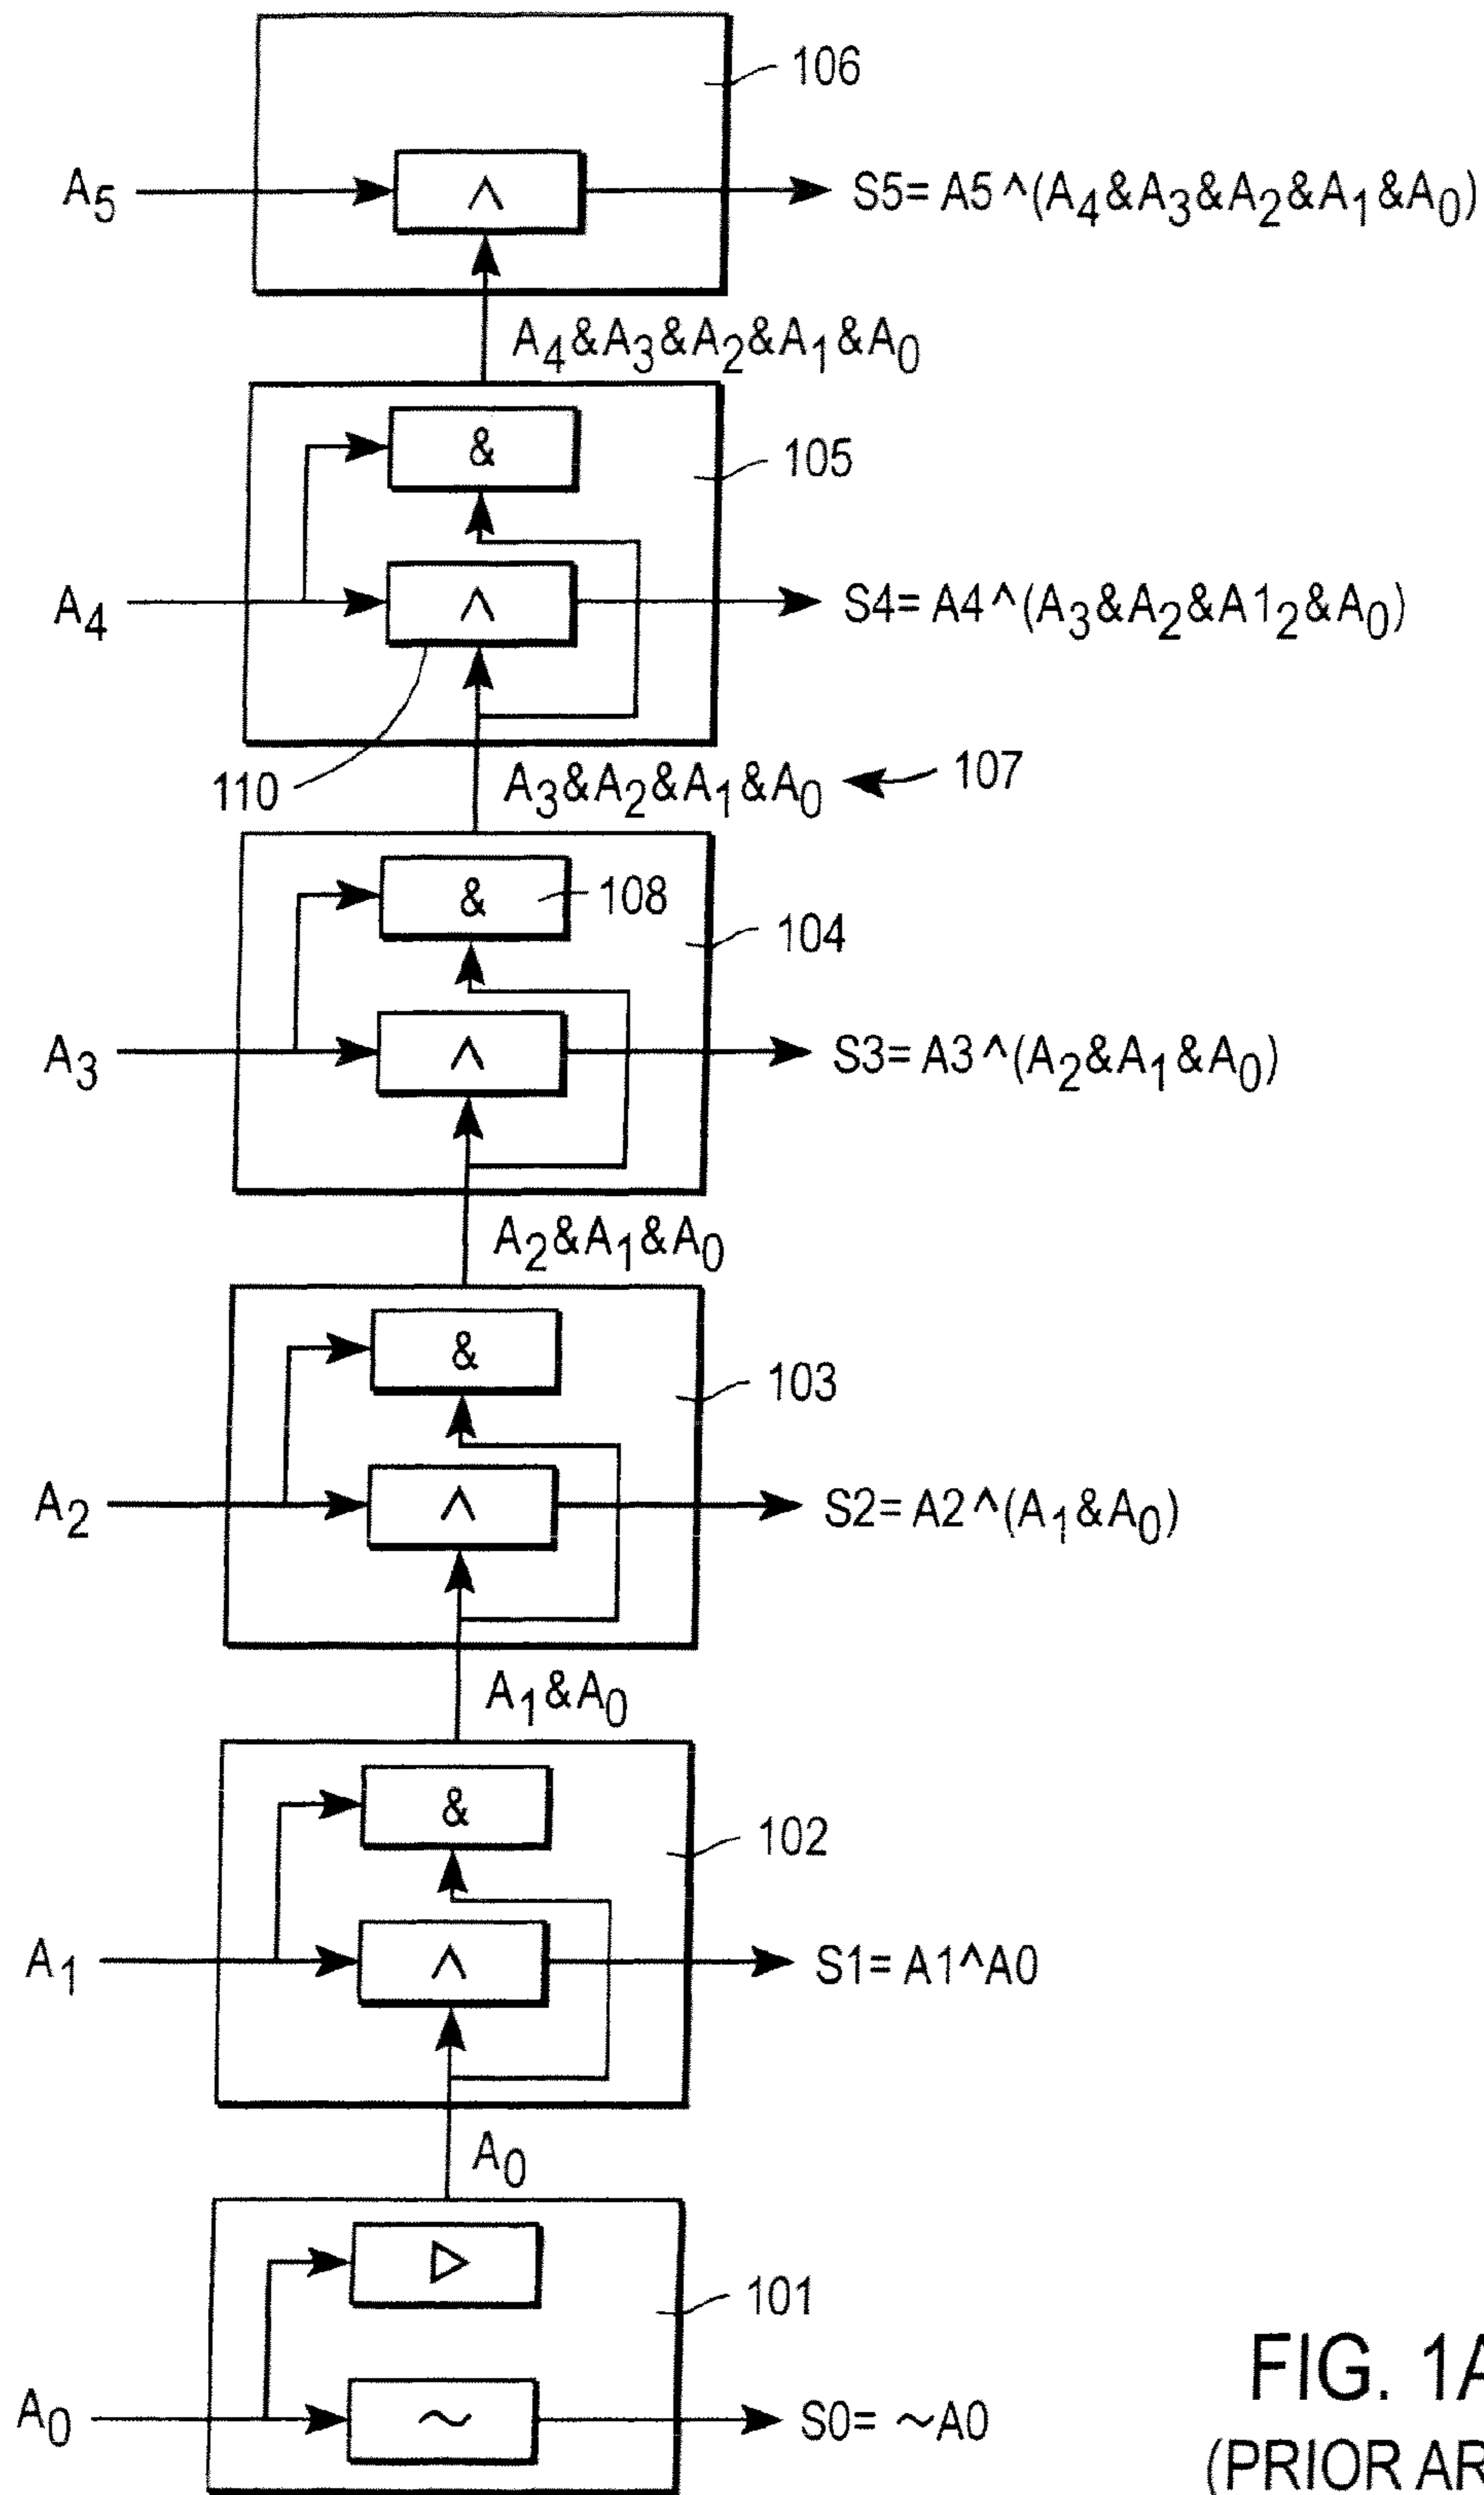 106
A5
^
S5= A5^(A4&A3&A2&A1&A0)
A4&A3&A2&A1&A0
&
105
A4
^
S4= A4^(A3&A2&A12&A0)
110
A3&A2&A1&A0
107
&
108
104
A3
^
S3= A3^(A2&A1&A0)
A2&A1&A0
&
103
A2
^
S2= A2^(A1&A0)
A1&A0
&
102
A1
^
S1= A1^A0
A0
101
A0
~
S0= ~A0
FIG. 1A
(PRIOR AR